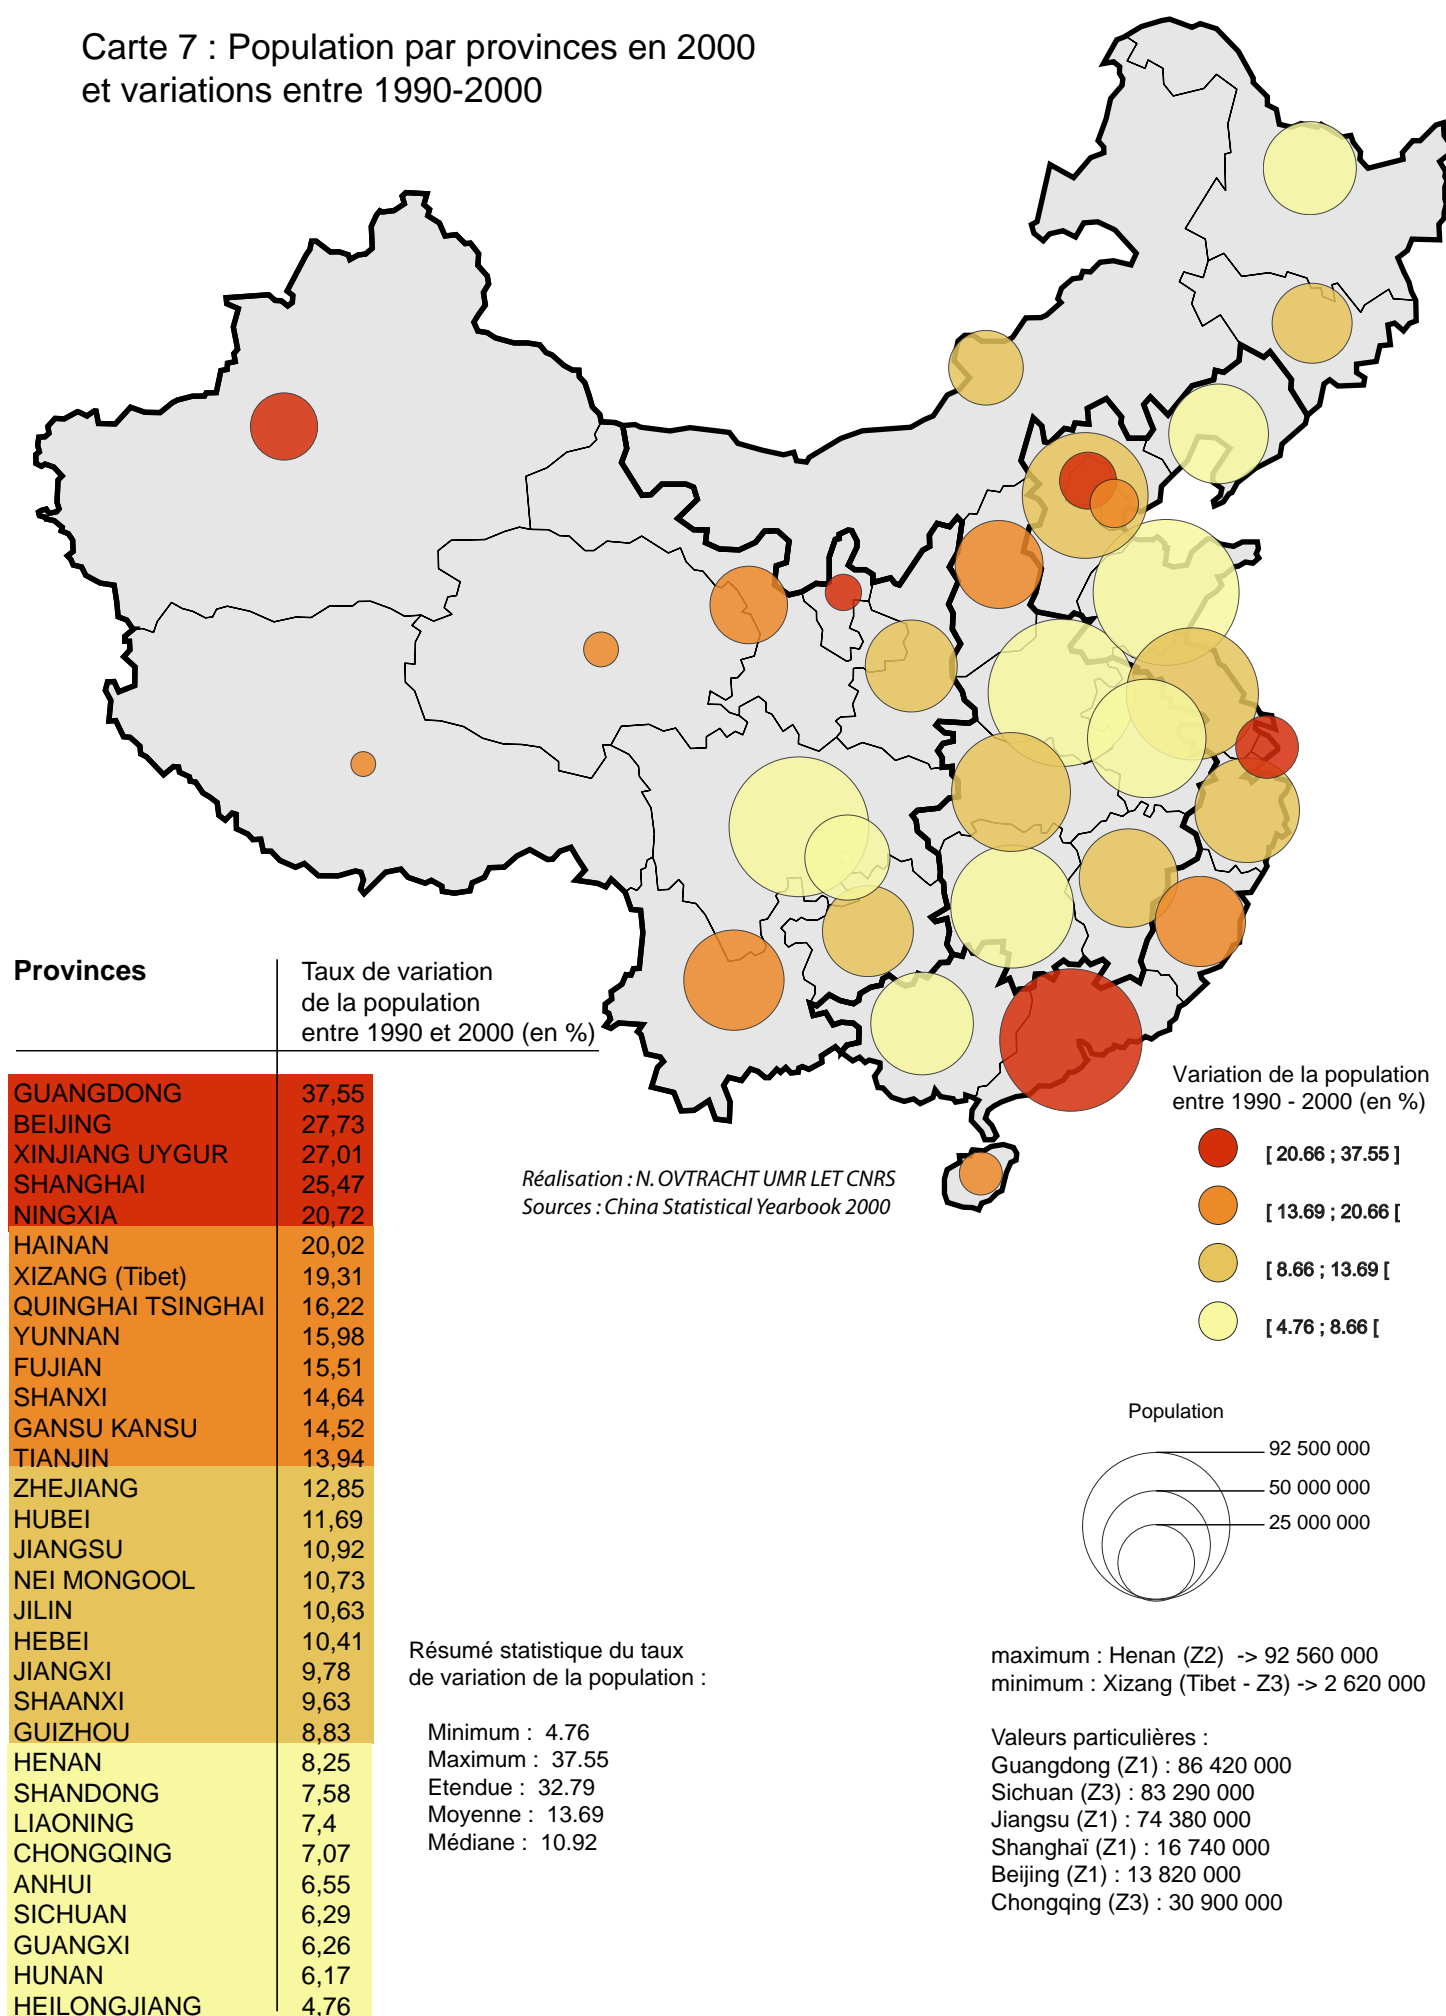 Carte 7 : Population par provinces en 2000
et variations entre 1990-2000
Provinces
Taux de variation
de la population
entre 1990 et 2000 (en %)
GUANGDONG 37,55
BEIJING 27,73
XINJIANG UYGUR 27,01
SHANGHAI 25,47
NINGXIA 20,72
HAINAN 20,02
XIZANG (Tibet) 19,31
QUINGHAI TSINGHAI 16,22
YUNNAN 15,98
FUJIAN 15,51
SHANXI 14,64
GANSU KANSU 14,52
TIANJIN 13,94
ZHEJIANG 12,85
HUBEI 11,69
JIANGSU 10,92
NEI MONGOOL 10,73
JILIN 10,63
HEBEI 10,41
JIANGXI 9,78
SHAANXI 9,63
GUIZHOU 8,83
HENAN 8,25
SHANDONG 7,58
LIAONING 7,4
CHONGQING 7,07
ANHUI 6,55
SICHUAN 6,29
GUANGXI 6,26
HUNAN 6,17
HEILONGJIANG 4,76
Réalisation : N. OVTRACHT UMR LET CNRS
Sources : China Statistical Yearbook 2000
Variation de la population
entre 1990 - 2000 (en %)
[ 20.66 ; 37.55 ]
[ 13.69 ; 20.66 [
[ 8.66 ; 13.69 [
[ 4.76 ; 8.66 [
Population
92 500 000
50 000 000
25 000 000
Résumé statistique du taux
de variation de la population :
Minimum : 4.76
Maximum : 37.55
Etendue : 32.79
Moyenne : 13.69
Médiane : 10.92
maximum : Henan (Z2) -> 92 560 000
minimum : Xizang (Tibet - Z3) -> 2 620 000
Valeurs particulières :
Guangdong (Z1) : 86 420 000
Sichuan (Z3) : 83 290 000
Jiangsu (Z1) : 74 380 000
Shanghaï (Z1) : 16 740 000
Beijing (Z1) : 13 820 000
Chongqing (Z3) : 30 900 000